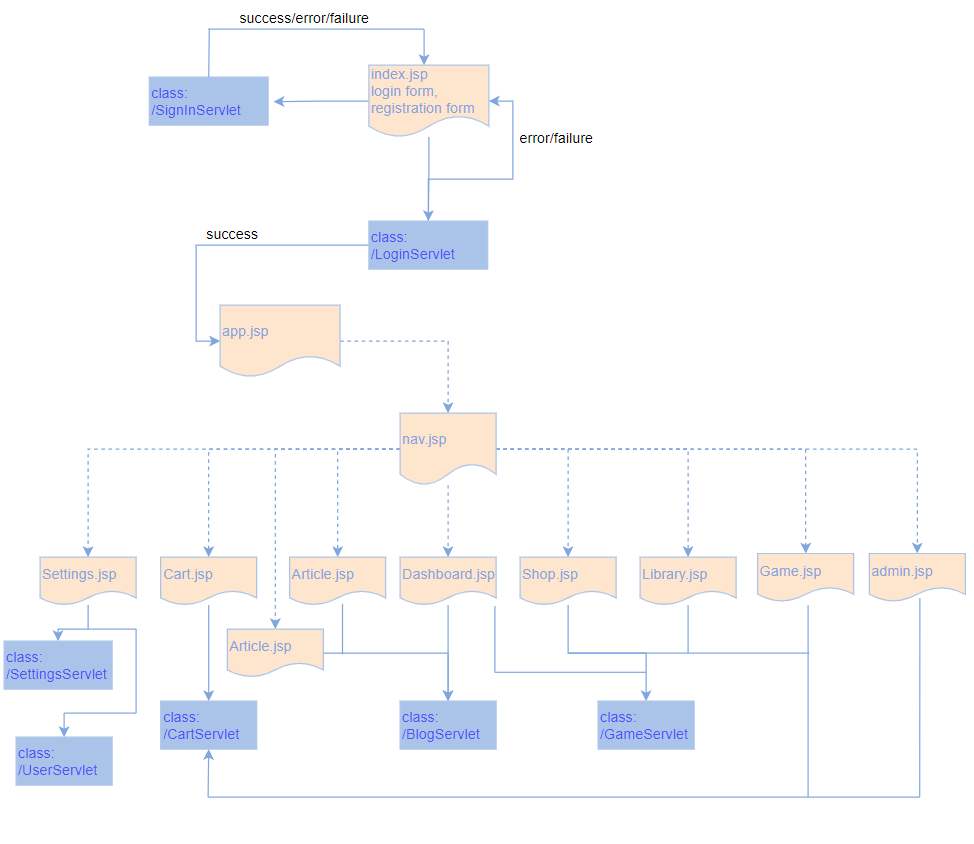 success/error/failure
index.jsp
login form,
registration form
class:
/SignInServlet
error/failure
success
class:
/LoginServlet
app.jsp
nav.jsp
Settings.jsp
Cart.jsp
Article.jsp
Dashboard.jsp
Shop.jsp
Library.jsp
Game.jsp
admin.jsp
Article.jsp
class:
/SettingsServlet
class:
/CartServlet
class:
/BlogServlet
class:
/GameServlet
class:
/UserServlet